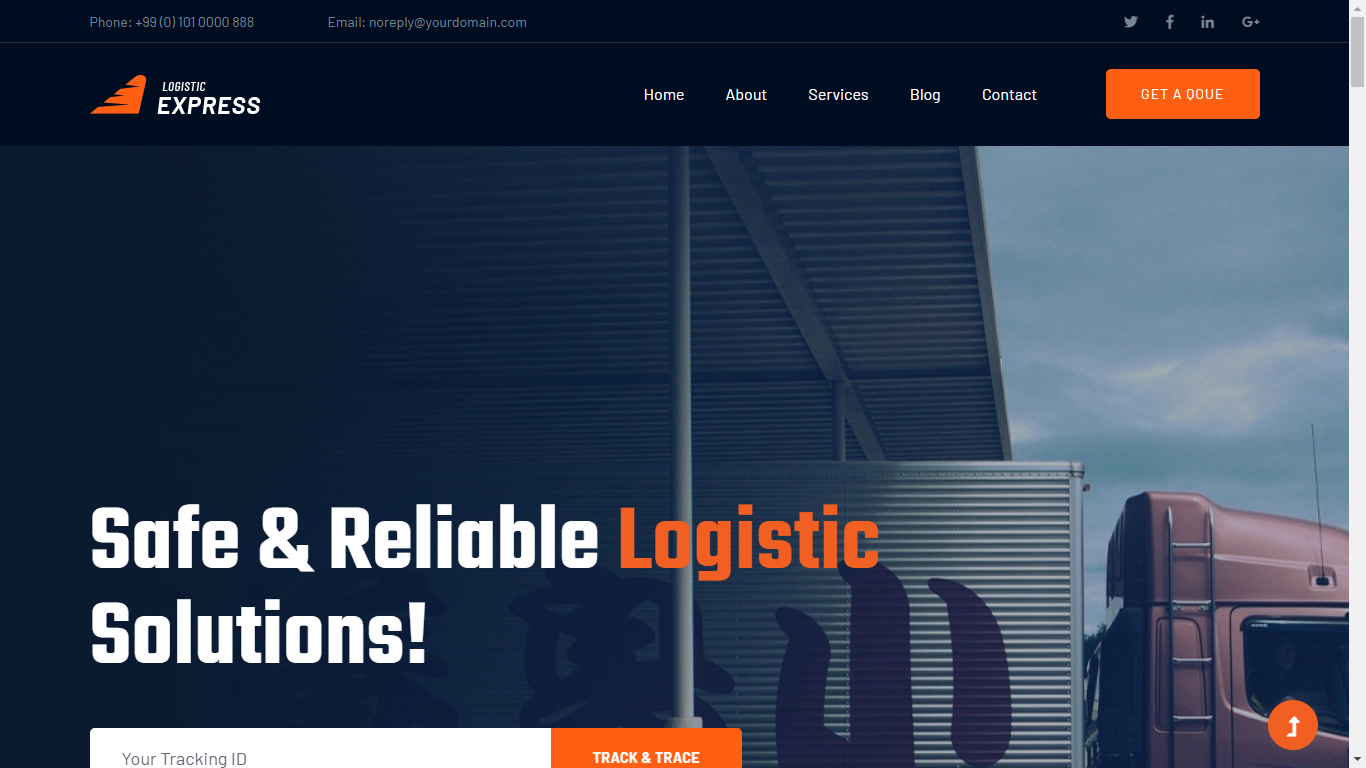 Phone: +99 (0) 101 0000 888
Email: noreply@yourdomain.com
LOGISTIC
EXPRESS
Home
About
Services
Blog
Contact
GET A QOUE
Safe & Reliable Logistic
Solutions!
Your Tracking ID
TRACK & TRACE